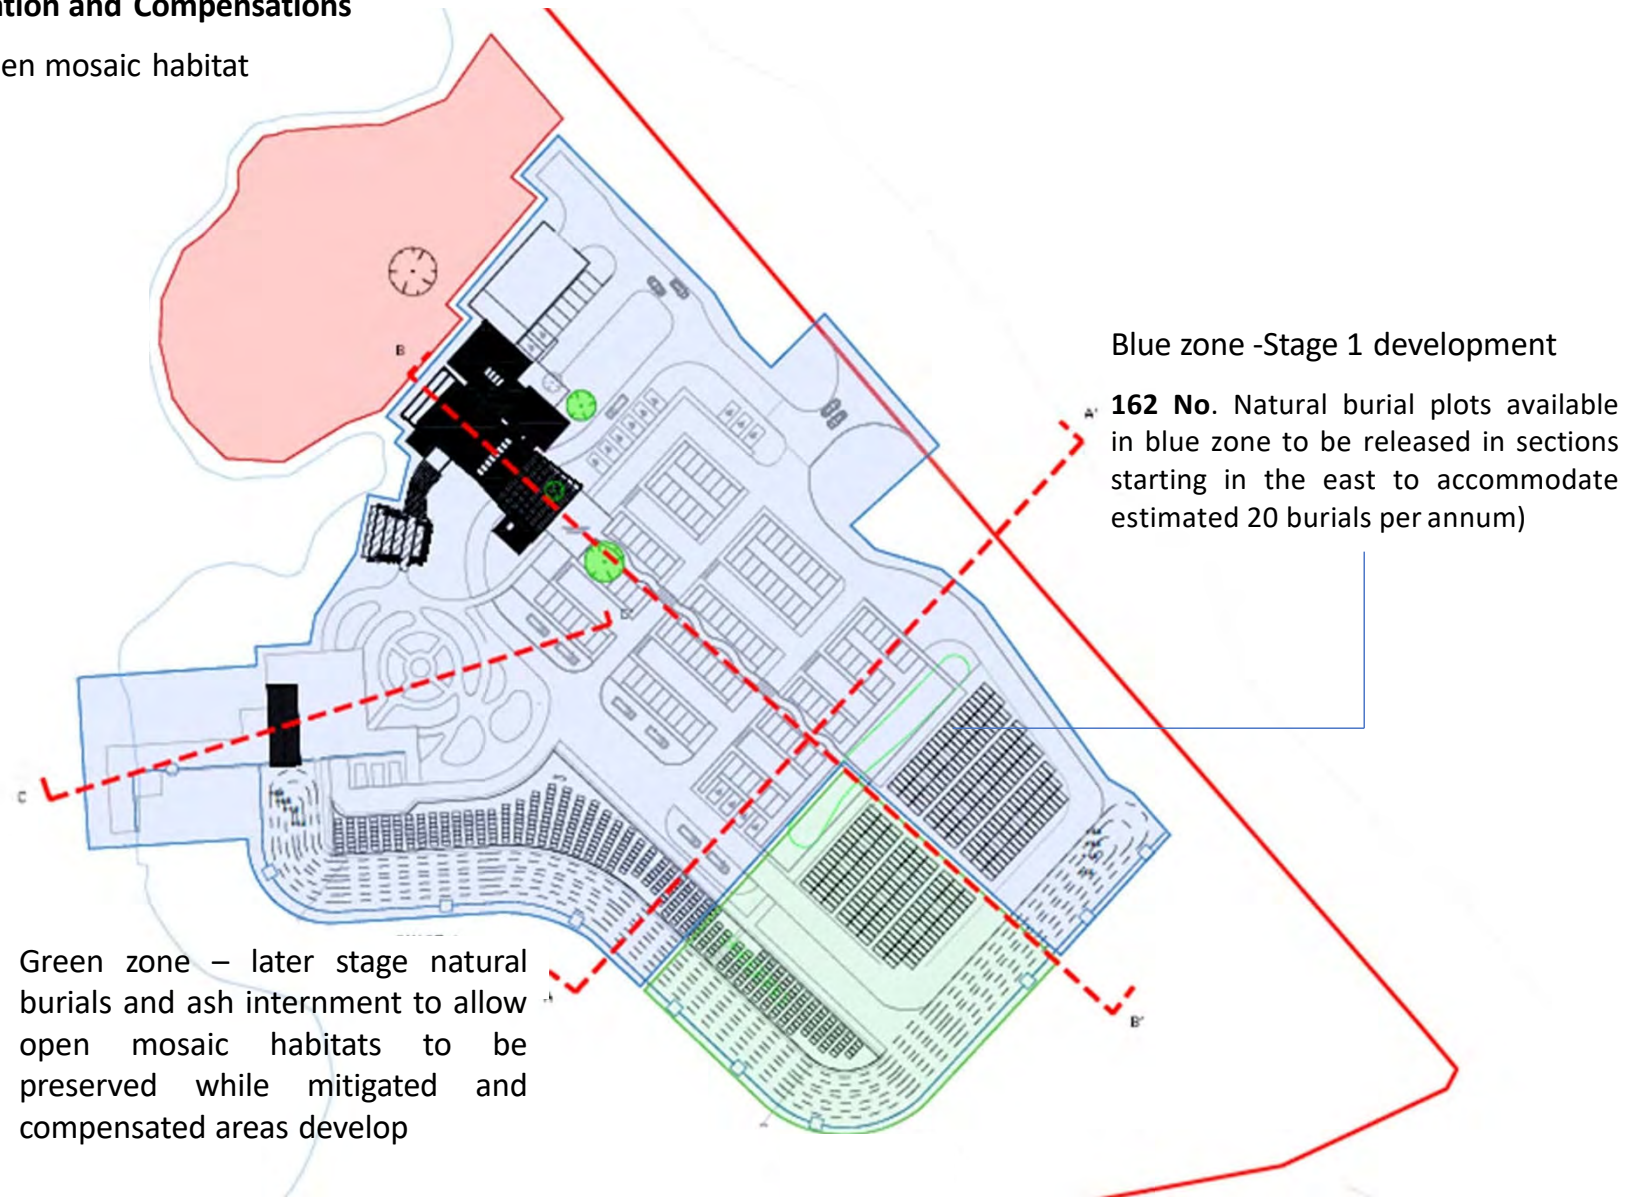 ation and Compensations
en mosaic habitat
B
Blue zone -Stage 1 development
A'
162 No. Natural burial plots available
in blue zone to be released in sections
starting in the east to accommodate
estimated 20 burials per annum)
C
Green zone – later stage natural
burials and ash internment to allow
open mosaic habitats to be
preserved while mitigated and
compensated areas develop
B'